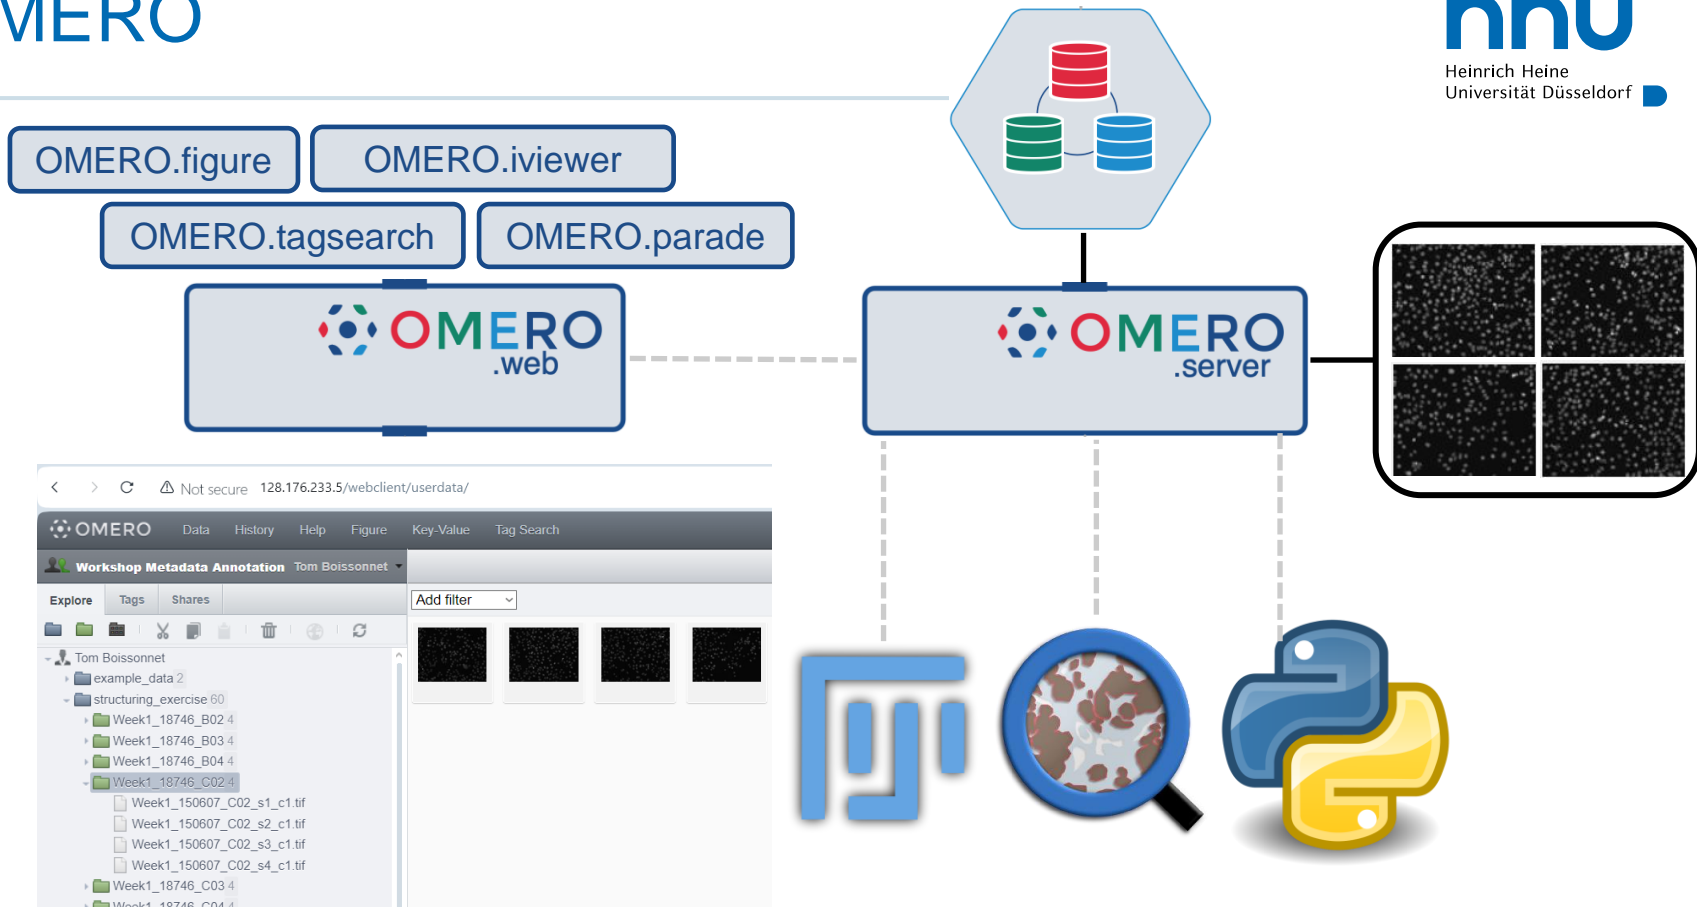 MERO
hhu
Heinrich Heine
Universität Düsseldorf
OMERO.figure
OMERO.iviewer
OMERO.tagsearch
OMERO.parade
OMERO
.web
OMERO
.server
Not secure 128.176.233.5/webclient/userdata/
OMERO Data History Help Figure Key-Value Tag Search
Workshop Metadata Annotation Tom Boissonnet
Explore Tags Shares
Add filter
Tom Boissonnet
example_data 2
structuring_exercise 60
Week1_18746_B02 4
Week1_18746_B03 4
Week1_18746_B04 4
Week1_18746_C02 4
Week1_150607_C02_s1_c1.tif
Week1_150607_C02_s2_c1.tif
Week1_150607_C02_s3_c1.tif
Week1_150607_C02_s4_c1.tif
Week1_18746_C03 4
Week1_18746_C04 4